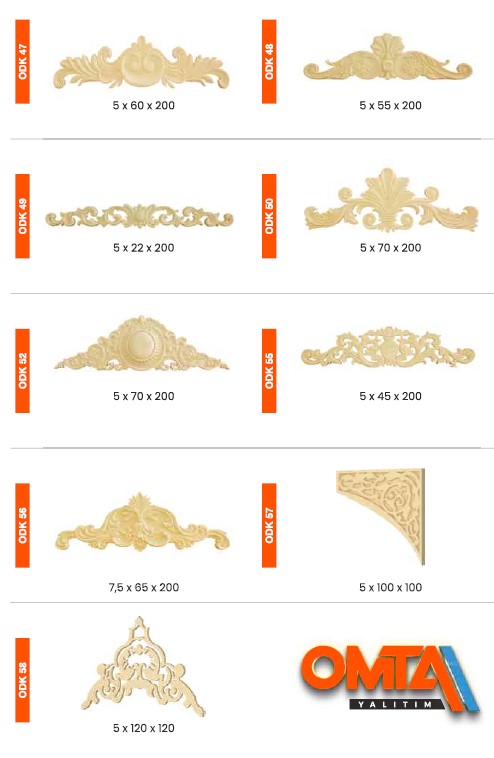 ODK 47
5 x 60 x 200
ODK 48
5 x 55 x 200
ODK 49
5 x 22 x 200
ODK 50
5 x 70 x 200
ODK 52
5 x 70 x 200
ODK 55
5 x 45 x 200
ODK 56
7,5 x 65 x 200
ODK 57
5 x 100 x 100
ODK 58
5 x 120 x 120
OMTA
YALITIM